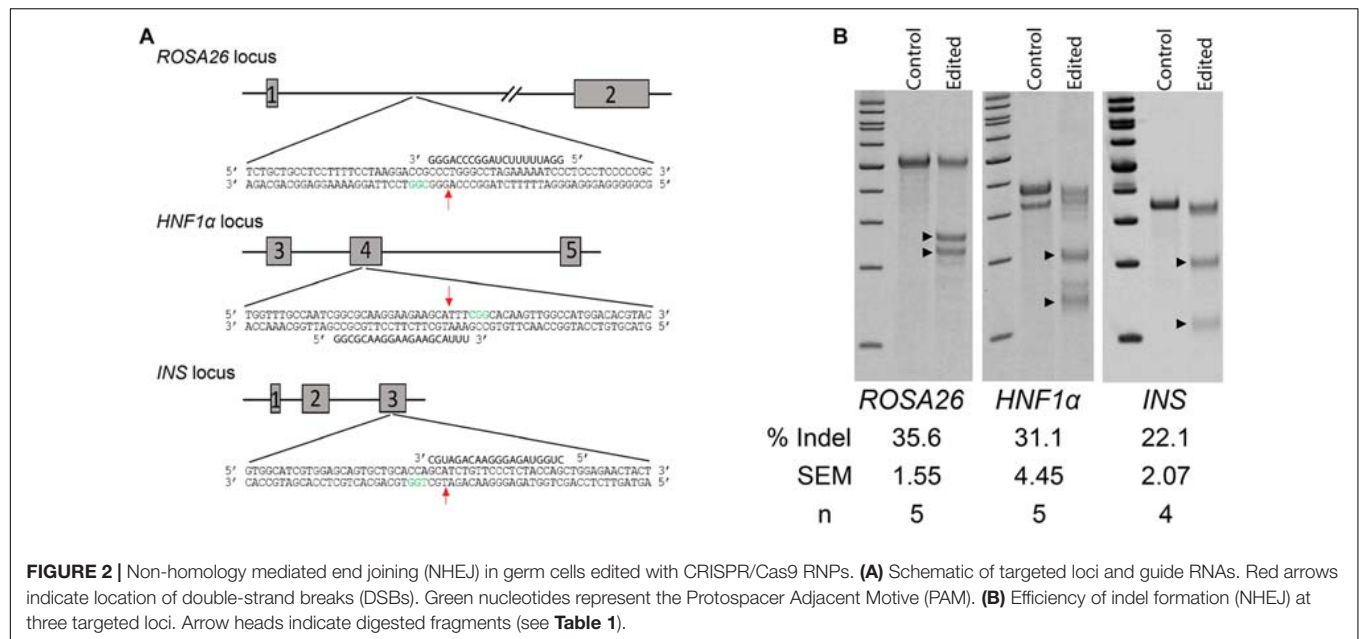 A
ROSA26 locus
1
2
3′ GGGACCCGGAUCUUUUUAGG 5′
5′ TCTGCTGCCTCCTTTTCCTAAGGACCGCCCTGGGCCTAGAAAAATCCCTCCCTCCCCCGC 3′
3′ AGACGACGGAGGAAAAGGATTCCTGGCGGGACCCGGATCTTTTTAGGGAGGGAGGGGGCG 5′
HNF1α locus
3
4
5
5′ TGGTTTGCCAATCGGCGCAAGGAAGAAGCATTTCGGCACAAGTTGGCCATGGACACGTAC 3′
3′ ACCAAACGGTTAGCCGCGTTCCTTCTTCGTAAAGCCGTGTTCAACCGGTACCTGTGCATG 5′
5′ GGCGCAAGGAAGAAGCAUUU 3′
INS locus
1
2
3
3′ CGUAGACAAGGGAGAUGGUC 5′
5′ GTGGCATCGTGGAGCAGTGCTGCACCAGCATCTGTTCCCTCTACCAGCTGGAGAACTACT 3′
3′ CACCGTAGCACCTCGTCACGACGTGGTCGTAGACAAGGGAGATGGTCGACCTCTTGATGA 5′
B
Control Edited Control Edited Control Edited
ROSA26 HNF1α INS
% Indel 35.6 31.1 22.1
SEM 1.55 4.45 2.07
n 5 5 4
FIGURE 2 | Non-homology mediated end joining (NHEJ) in germ cells edited with CRISPR/Cas9 RNPs. (A) Schematic of targeted loci and guide RNAs. Red arrows
indicate location of double-strand breaks (DSBs). Green nucleotides represent the Protospacer Adjacent Motive (PAM). (B) Efficiency of indel formation (NHEJ) at
three targeted loci. Arrow heads indicate digested fragments (see Table 1).